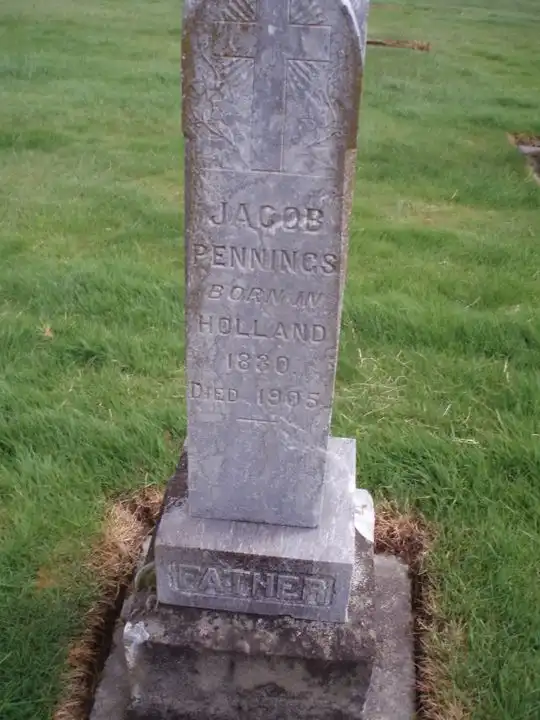 JACOB
PENNINGS
BORN IN
HOLLAND
1830.
DIED 1905.
FATHER